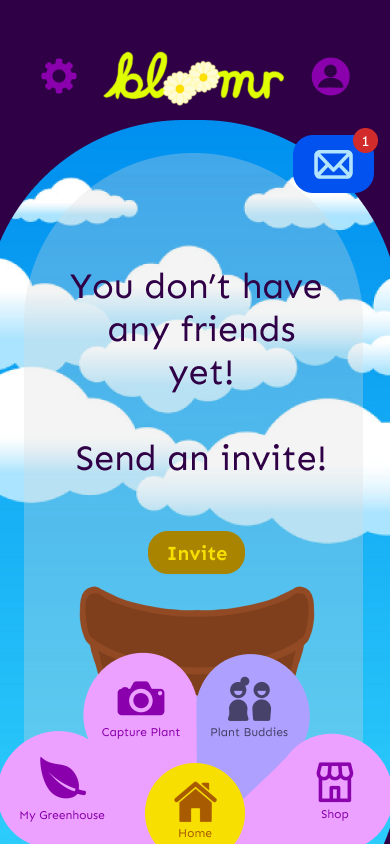 bloomr
1
You don't have
any friends
yet!
Send an invite!
Invite
Capture Plant
Plant Buddies
My Greenhouse
Shop
Home